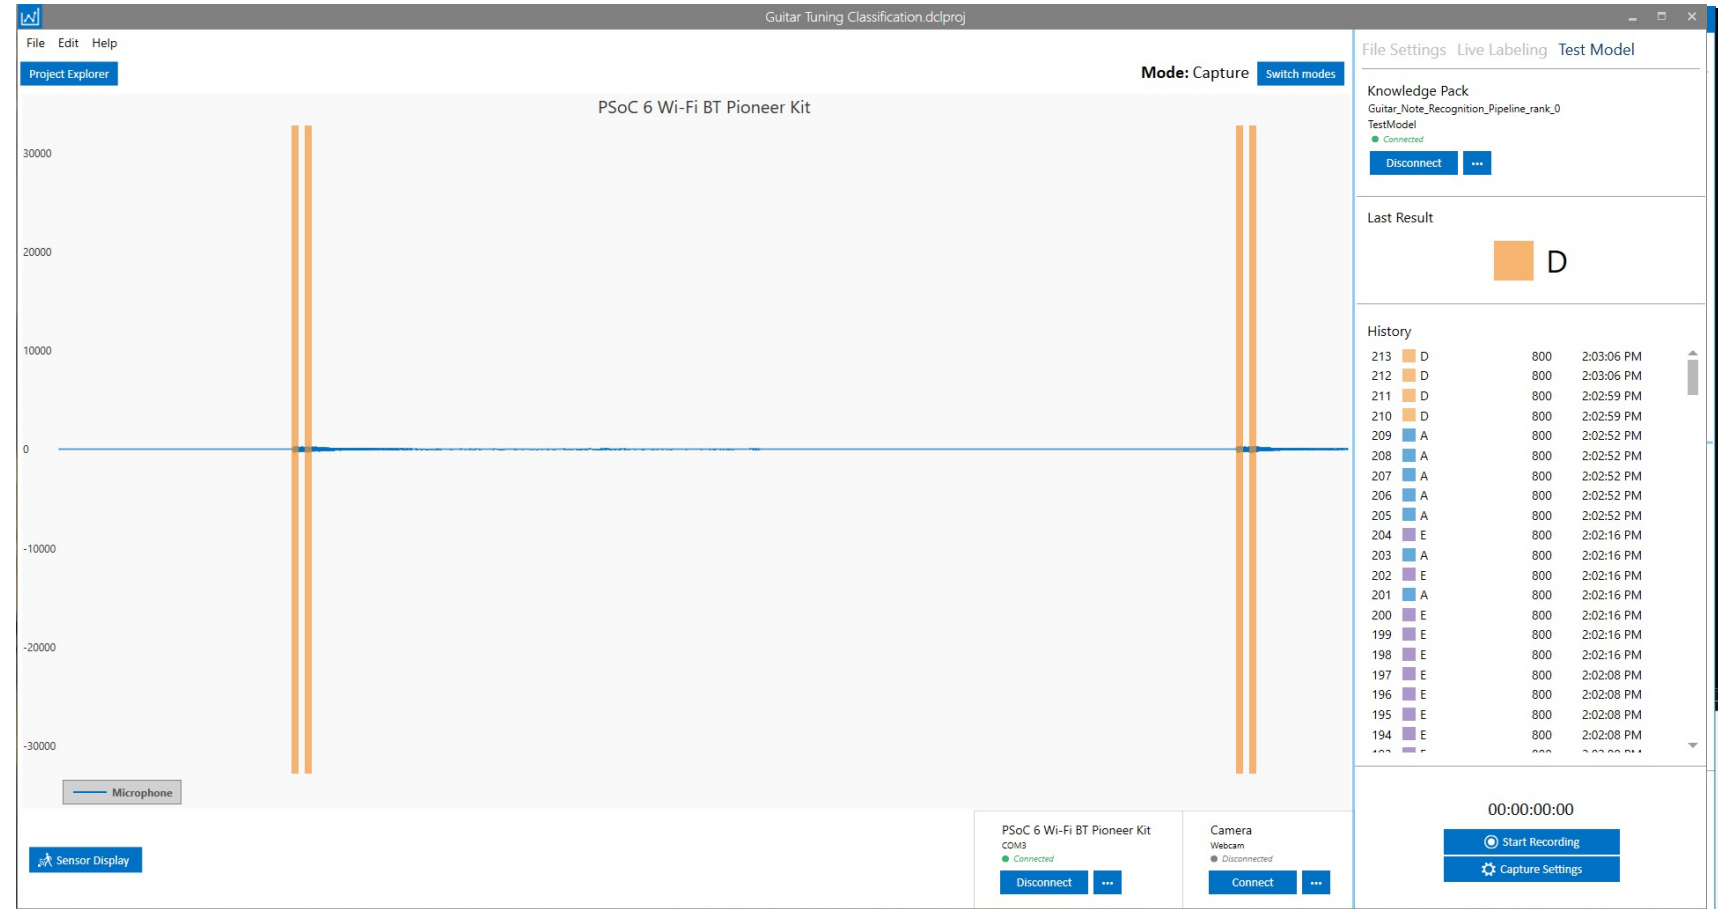 Guitar Tuning Classification.dclproj
File Edit Help
Project Explorer
Mode: Capture Switch modes
PSoC 6 Wi-Fi BT Pioneer Kit
30000
20000
10000
0
-10000
-20000
-30000
Microphone
Sensor Display
PSoC 6 Wi-Fi BT Pioneer Kit
COM3
Connected
Disconnect ...
Camera
Webcam
Disconnected
Connect ...
File Settings Live Labeling Test Model
Knowledge Pack
Guitar_Note_Recognition_Pipeline_rank_0
TestModel
Connected
Disconnect ...
Last Result
D
History
213 D 800 2:03:06 PM
212 D 800 2:03:06 PM
211 D 800 2:02:59 PM
210 D 800 2:02:59 PM
209 A 800 2:02:52 PM
208 A 800 2:02:52 PM
207 A 800 2:02:52 PM
206 A 800 2:02:52 PM
205 A 800 2:02:52 PM
204 E 800 2:02:16 PM
203 A 800 2:02:16 PM
202 E 800 2:02:16 PM
201 A 800 2:02:16 PM
200 E 800 2:02:16 PM
199 E 800 2:02:16 PM
198 E 800 2:02:16 PM
197 E 800 2:02:08 PM
196 E 800 2:02:08 PM
195 E 800 2:02:08 PM
194 E 800 2:02:08 PM
00:00:00:00
Start Recording
Capture Settings